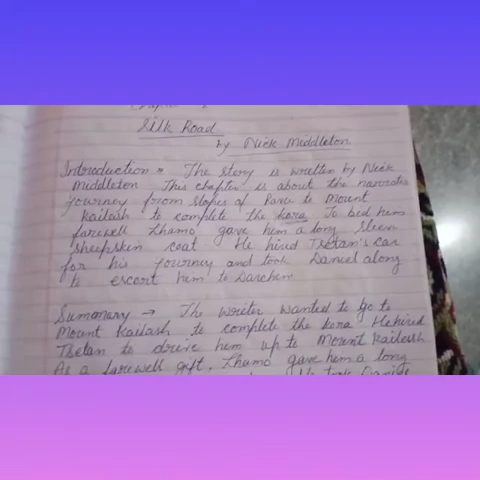 Silk Road
by Nick Middleton
Introduction :- The story is written by Nick
Middleton This chapter is about the narrator
journey from slopes of Ravu to Mount
Kailash to complete the kora To bid him
farewell Lhamo gave him a long sleeve
sheepskin coat He hired Tsetan's car
for his journey and took Daniel along
to escort him to Darchen
Summary → The writer wanted to go to
Mount Kailash to complete the kora He hired
Tsetan to drive him up to Mount Kailash
As a farewell gift, Lhamo gave him a long
He took Daniel